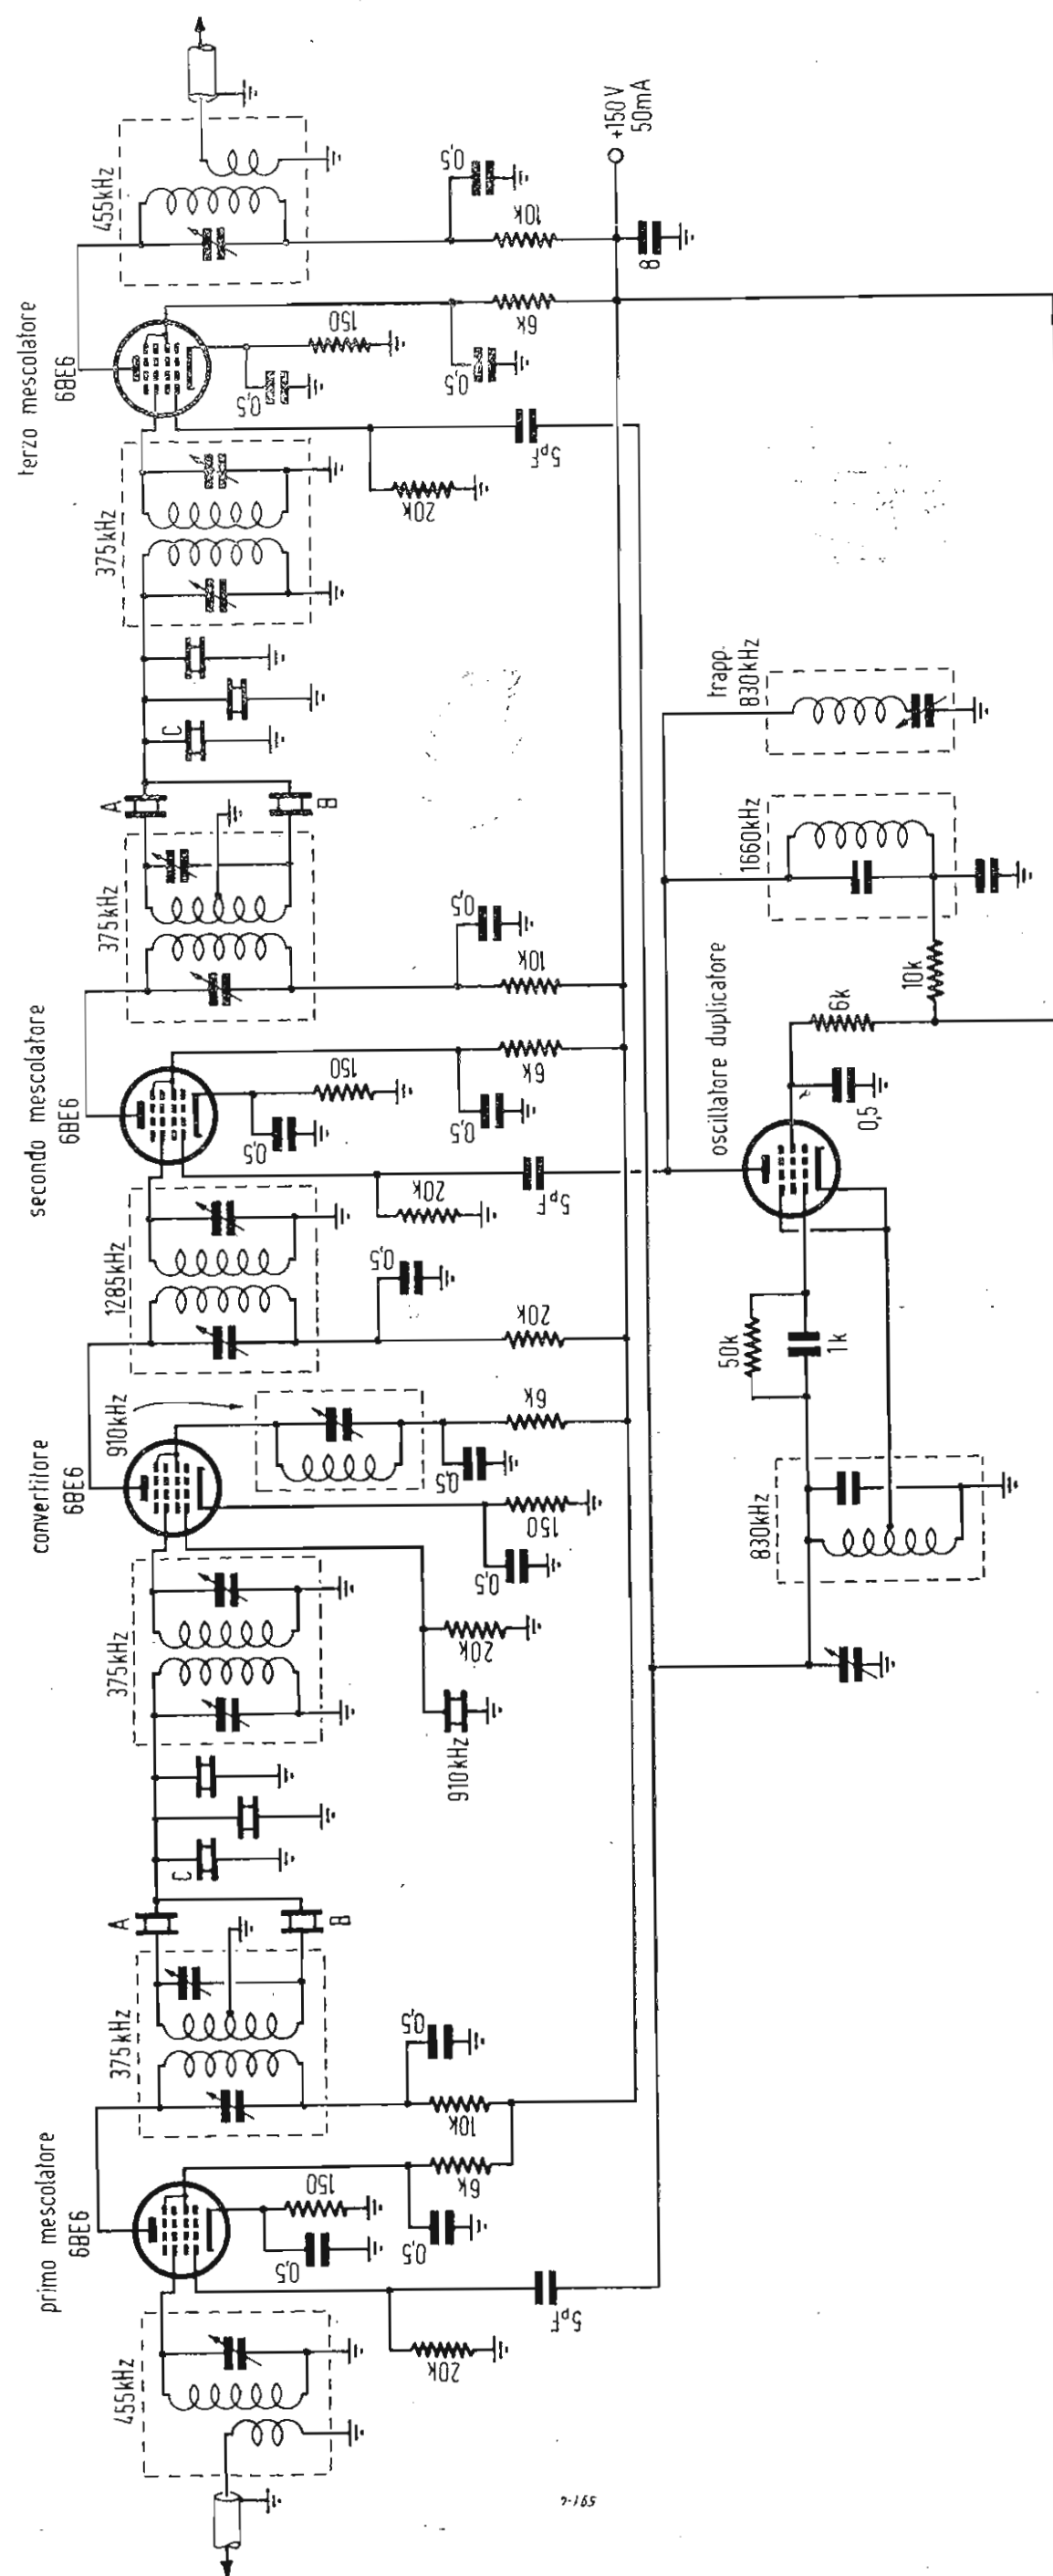 primo mescolatore
6BE6
455kHz
20k
5pF
0,5
150
0,5
6k
10k
0,5
375kHz
A
B
C
375kHz
910kHz
20k
convertitore
6BE6
910kHz
0,5
150
0,5
6k
20k
0,5
1285kHz
secondo mescolatore
6BE6
20k
5pF
0,5
150
0,5
6k
10k
0,5
375kHz
A
B
C
375kHz
terzo mescolatore
6BE6
20k
5pF
0,5
150
0,5
6k
10k
0,5
455kHz
8
+150 V
50mA
830kHz
50k
1k
oscillatore duplicatore
0,5
6k
10k
1660kHz
trapp.
830kHz